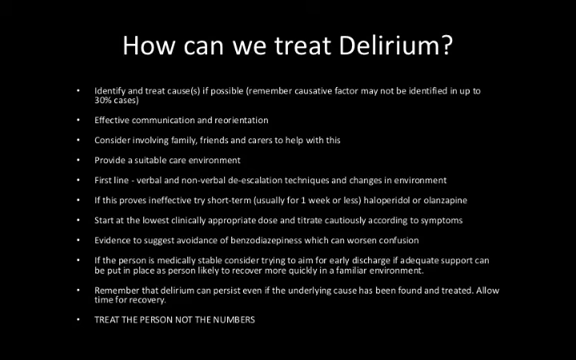 How can we treat Delirium?
• Identify and treat cause(s) if possible (remember causative factor may not be identified in up to
30% cases)
• Effective communication and reorientation
• Consider involving family, friends and carers to help with this
• Provide a suitable care environment
• First line - verbal and non-verbal de-escalation techniques and changes in environment
• If this proves ineffective try short-term (usually for 1 week or less) haloperidol or olanzapine
• Start at the lowest clinically appropriate dose and titrate cautiously according to symptoms
• Evidence to suggest avoidance of benzodiazepiness which can worsen confusion
• If the person is medically stable consider trying to aim for early discharge if adequate support can
be put in place as person likely to recover more quickly in a familiar environment.
• Remember that delirium can persist even if the underlying cause has been found and treated. Allow
time for recovery.
• TREAT THE PERSON NOT THE NUMBERS